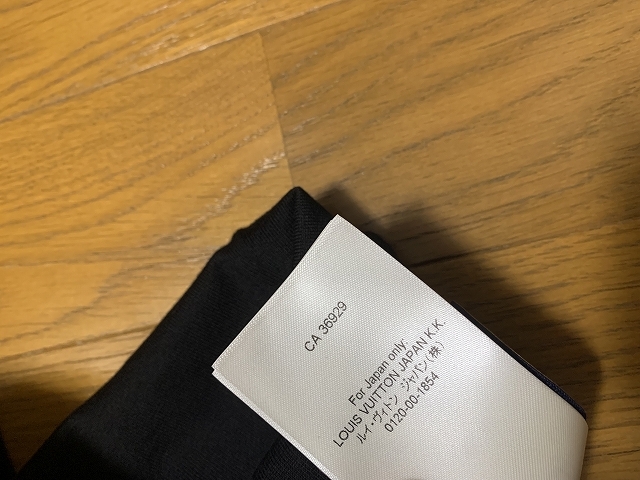 CA 36929
For Japan only:
LOUIS VUITTON JAPAN K.K.
ルイ・ヴィトン ジャパン(株)
0120-00-1854